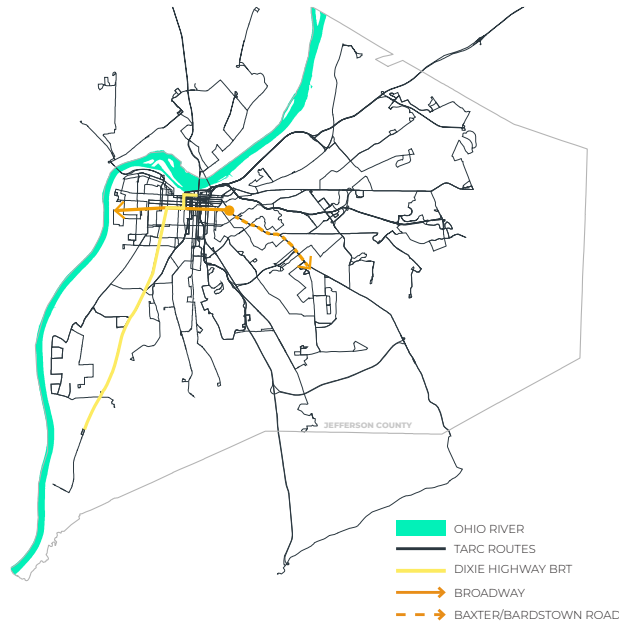 JEFFERSON COUNTY
OHIO RIVER
TARC ROUTES
DIXIE HIGHWAY BRT
BROADWAY
BAXTER/BARDSTOWN ROAD